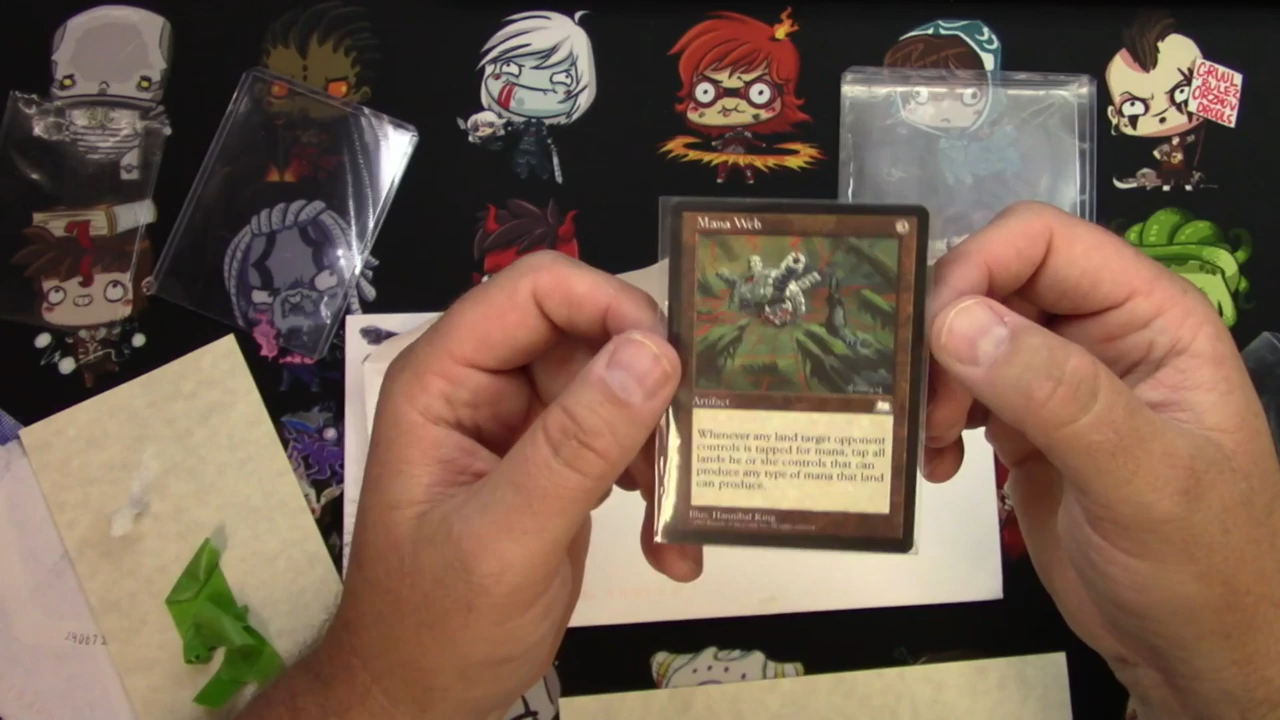 GRUUL
RULEZ
ORZHOV
DROOLS
Mana Web
3
Artifact
Whenever any land target opponent
controls is tapped for mana, tap all
lands he or she controls that can
produce any type of mana that land
can produce.
Illus. Hannibal King